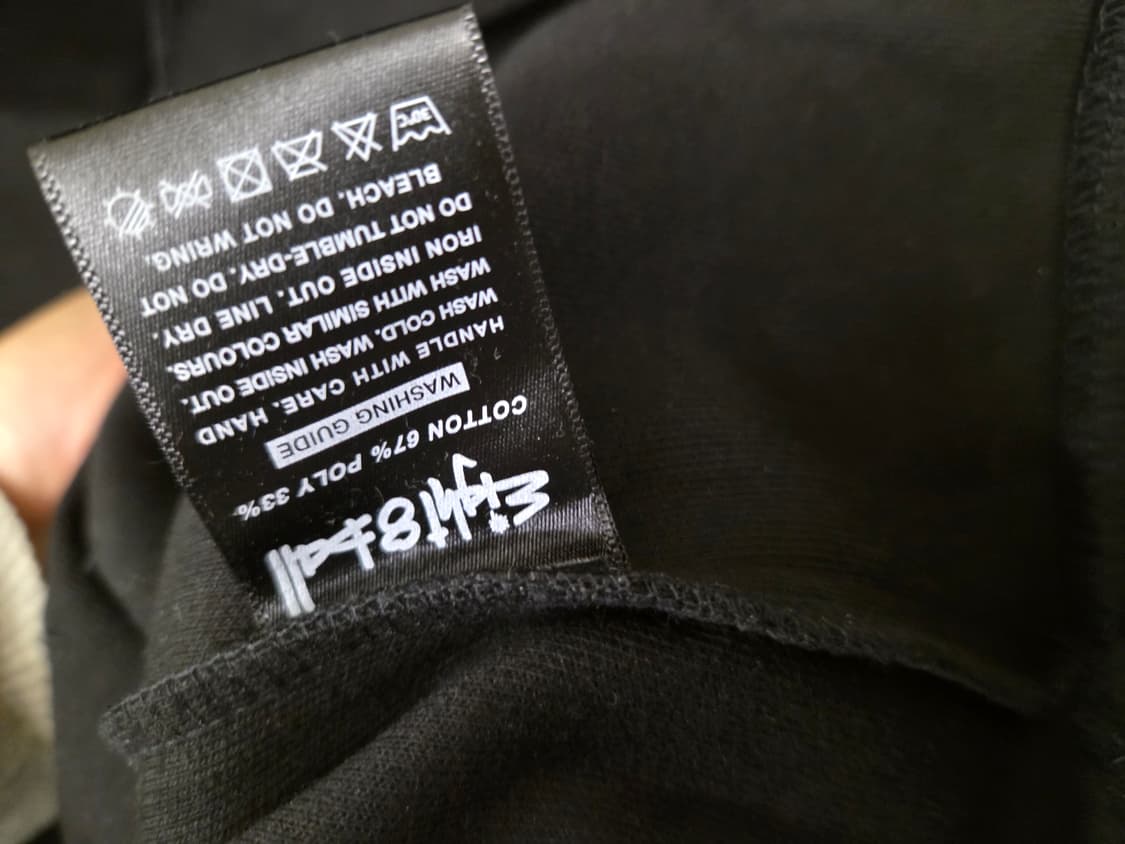 Eight8Ball
COTTON 67% POLY 33%
WASHING GUIDE
HANDLE WITH CARE. HAND
WASH COLD. WASH INSIDE OUT.
WASH WITH SIMILAR COLOURS.
IRON INSIDE OUT. LINE DRY.
DO NOT TUMBLE-DRY. DO NOT
BLEACH. DO NOT WRING.
30°C